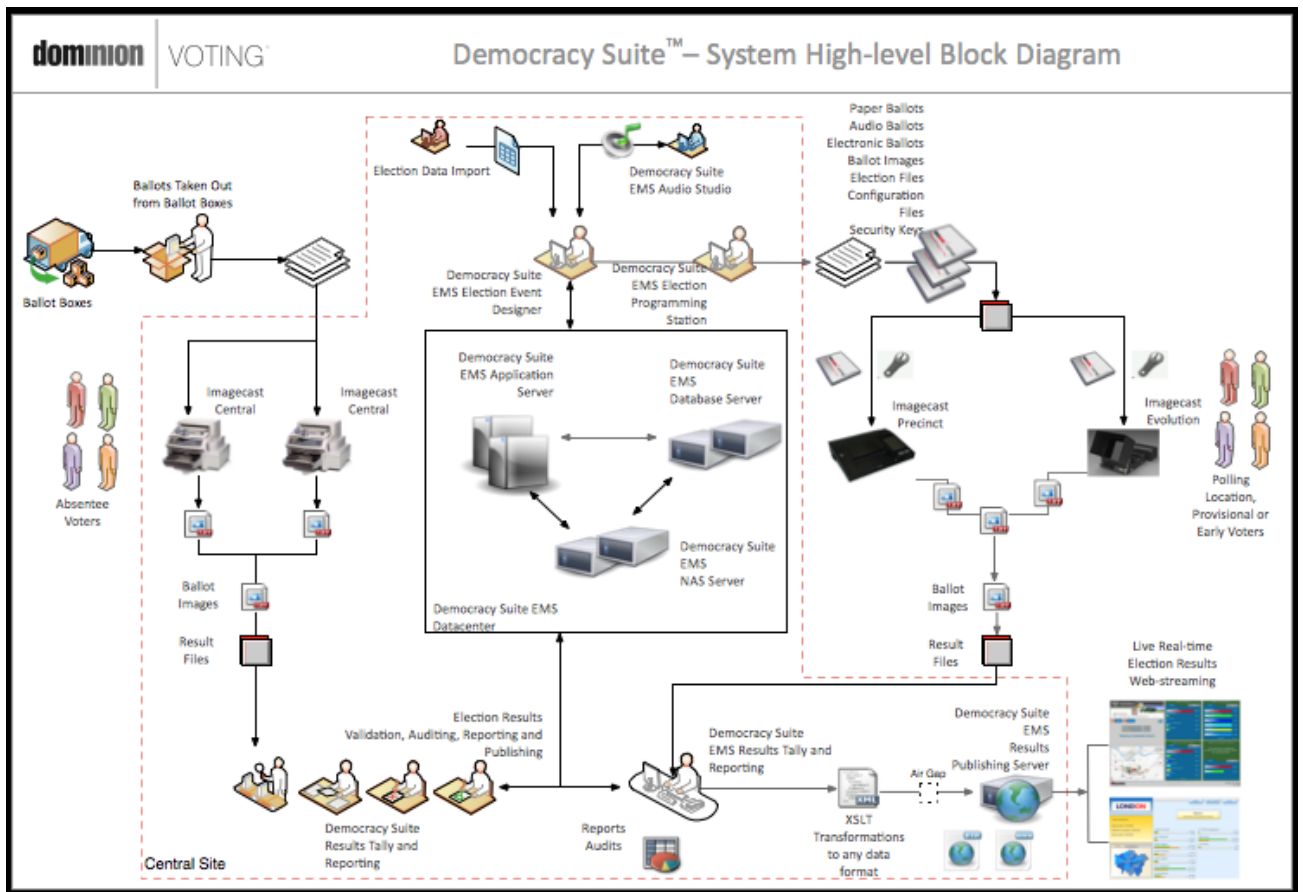 dominion VOTING
Democracy Suite™– System High-level Block Diagram
Paper Ballots
Audio Ballots
Electronic Ballots
Ballot Images
Election Files
Configuration
Files
Security Keys
Election Data Import
Democracy Suite
EMS Audio Studio
Ballots Taken Out
from Ballot Boxes
Ballot Boxes
Democracy Suite
EMS Election Event
Designer
Democracy Suite
EMS Election
Programming
Station
Democracy Suite
EMS Application
Server
Democracy Suite
EMS
Database Server
Democracy Suite
EMS
NAS Server
Democracy Suite EMS
Datacenter
Imagecast
Central
Imagecast
Central
Absentee
Voters
Ballot
Images
Result
Files
Imagecast
Precinct
Imagecast
Evolution
Polling
Location,
Provisional or
Early Voters
Ballot
Images
Result
Files
Live Real-time
Election Results
Web-streaming
Election Results
Validation, Auditing, Reporting and
Publishing
Democracy Suite
Results Tally and
Reporting
Central Site
Democracy Suite
EMS Results Tally and
Reporting
Reports
Audits
XML
XSLT
Transformations
to any data
format
Air Gap
Democracy Suite
EMS
Results
Publishing Server
FTP
LONDON